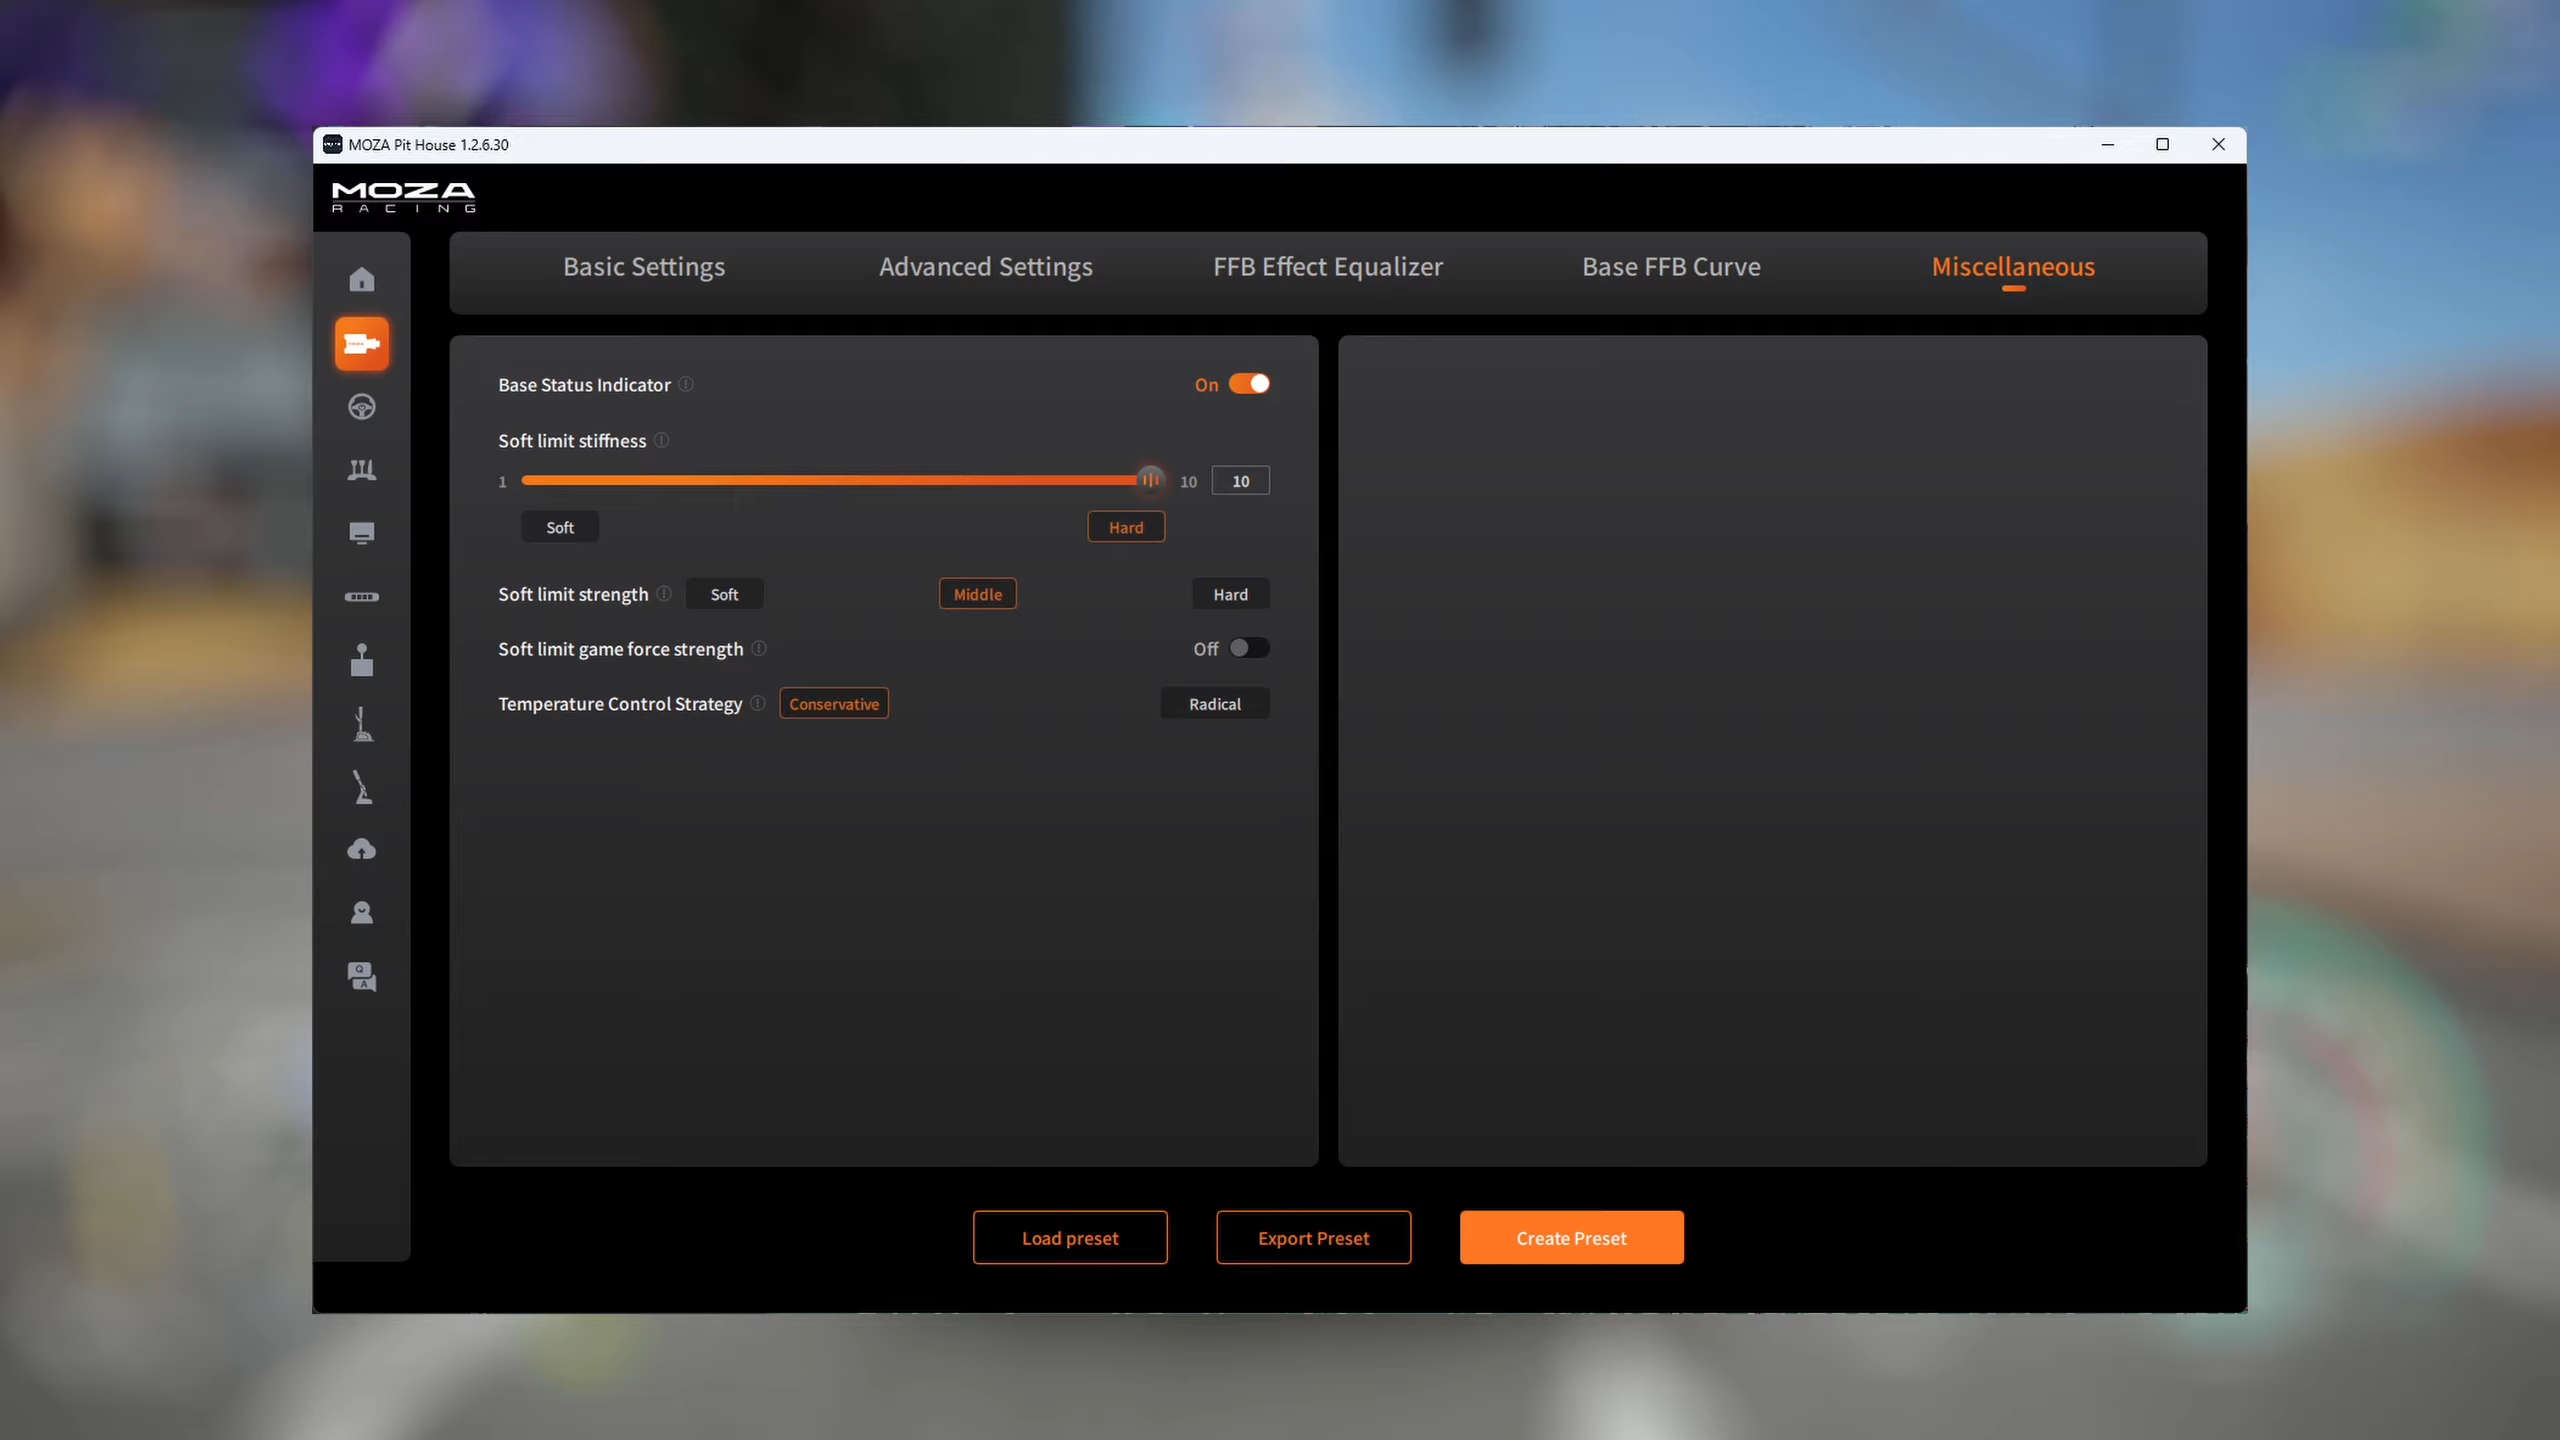 MOZA Pit House 1.2.6.30
MOZA
RACING
Basic Settings Advanced Settings FFB Effect Equalizer Base FFB Curve Miscellaneous
Base Status Indicator On
Soft limit stiffness
1 10 10
Soft Hard
Soft limit strength Soft Middle Hard
Soft limit game force strength Off
Temperature Control Strategy Conservative Radical
Q
A
Load preset Export Preset Create Preset